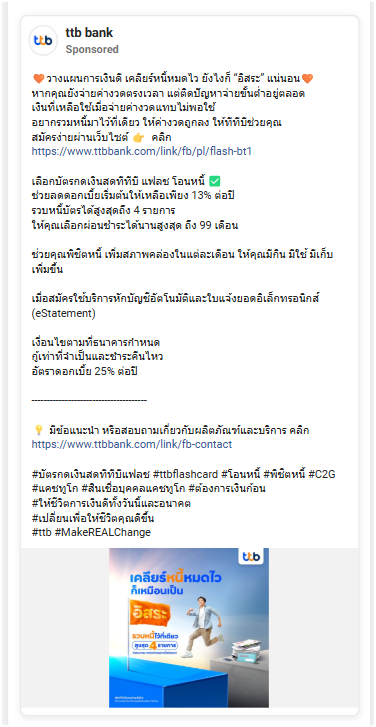 ttb
ttb bank
Sponsored
🧡วางแผนการเงินดี เคลียร์หนี้หมดไว ยังไงก็ “อิสระ” แน่นอน🧡
หากคุณยังจ่ายค่างวดตรงเวลา แต่ติดปัญหาจ่ายขั้นต่ำอยู่ตลอด
เงินที่เหลือใช้เมื่อจ่ายค่างวดแทบไม่พอใช้
อยากรวมหนี้มาไว้ที่เดียว ให้ค่างวดถูกลง ให้ทีทีบีช่วยคุณ
สมัครง่ายผ่านเว็บไซต์ 👉 คลิก
https://www.ttbbank.com/link/fb/pl/flash-bt1
เลือกบัตรกดเงินสดทีทีบี แฟลช โอนหนี้ ✅
ช่วยลดดอกเบี้ยเริ่มต้นให้เหลือเพียง 13% ต่อปี
รวบหนี้บัตรได้สูงสุดถึง 4 รายการ
ให้คุณเลือกผ่อนชำระได้นานสูงสุด ถึง 99 เดือน
ช่วยคุณพิชิตหนี้ เพิ่มสภาพคล่องในแต่ละเดือน ให้คุณมีกิน มีใช้ มีเก็บ
เพิ่มขึ้น
เมื่อสมัครใช้บริการหักบัญชีอัตโนมัติและใบแจ้งยอดอิเล็กทรอนิกส์
(eStatement)
เงื่อนไขตามที่ธนาคารกำหนด
กู้เท่าที่จำเป็นและชำระคืนไหว
อัตราดอกเบี้ย 25% ต่อปี
--------------------------------------
💡 มีข้อแนะนำ หรือสอบถามเกี่ยวกับผลิตภัณฑ์และบริการ คลิก
https://www.ttbbank.com/link/fb-contact
#บัตรกดเงินสดทีทีบีแฟลช #ttbflashcard #โอนหนี้ #พิชิตหนี้ #C2G
#แคชทูโก #สินเชื่อบุคคลแคชทูโก #ต้องการเงินก้อน
#ให้ชีวิตการเงินดีทั้งวันนี้และอนาคต
#เปลี่ยนเพื่อให้ชีวิตคุณดีขึ้น
#ttb #MakeREALChange
ttb
เคลียร์หนี้หมดไว
ก็เหมือนเป็น
อิสระ
รวบหนี้ไว้ที่เดียว
สูงสุด 4 รายการ